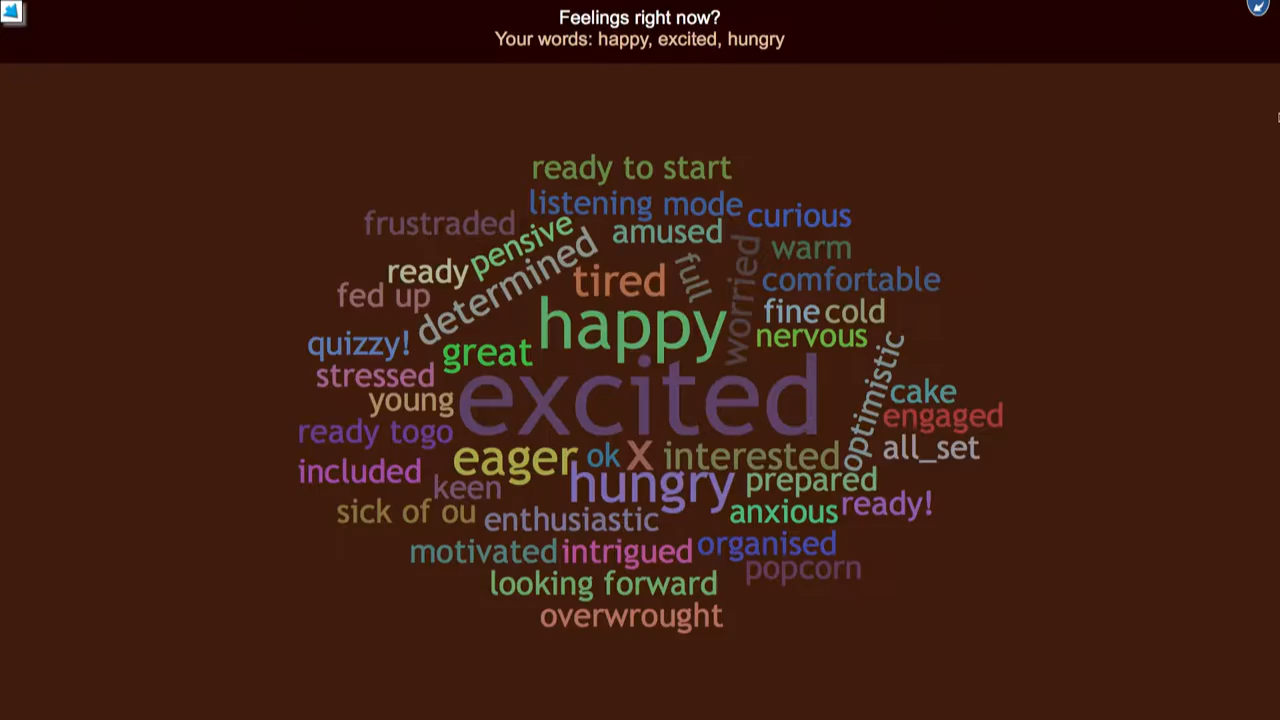 Feelings right now?
Your words: happy, excited, hungry
ready to start
listening mode
frustraded
curious
pensive
amused
determined
worried
warm
ready
tired
full
comfortable
fed up
happy
fine
cold
nervous
quizzy!
great
optimistic
stressed
excited
cake
young
engaged
ready togo
eager
ok
x
interested
all_set
included
keen
hungry
prepared
sick of ou
enthusiastic
anxious
ready!
motivated
intrigued
organised
popcorn
looking forward
overwrought